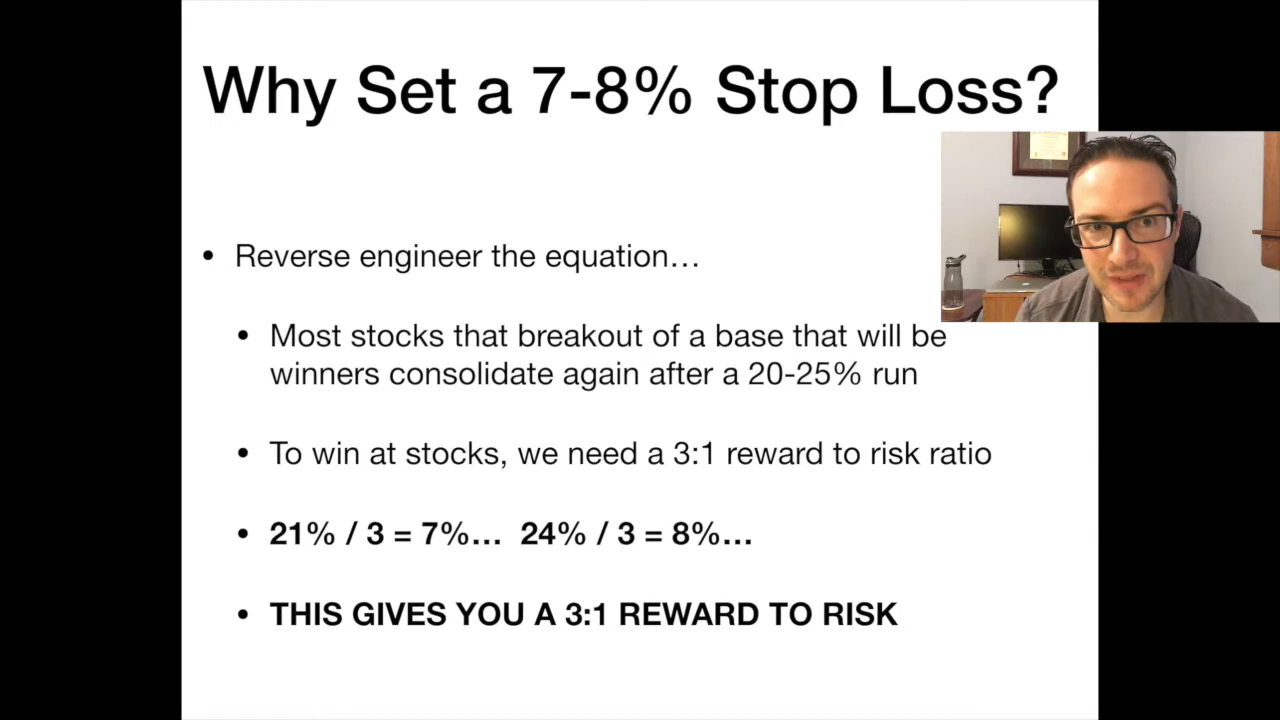 Why Set a 7-8% Stop Loss?
• Reverse engineer the equation…
• Most stocks that breakout of a base that will be
winners consolidate again after a 20-25% run
• To win at stocks, we need a 3:1 reward to risk ratio
• 21% / 3 = 7%… 24% / 3 = 8%…
• THIS GIVES YOU A 3:1 REWARD TO RISK